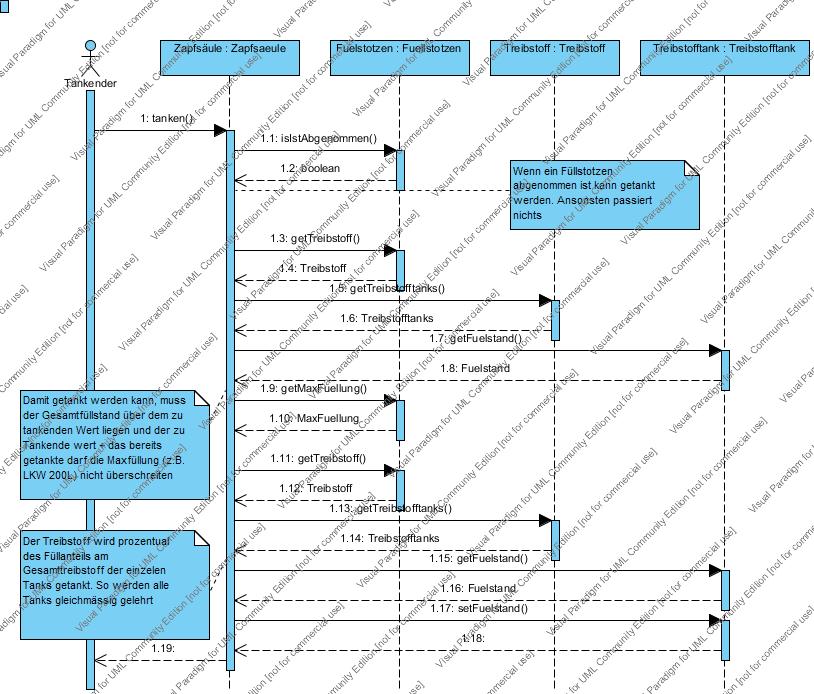 Zapfsäule : Zapfsaeule
Fuelstotzen : Fuellstotzen
Treibstoff : Treibstoff
Treibstofftank : Treibstofftank
Tankender
1: tanken()
1.1: isIstAbgenommen()
1.2: boolean
Wenn ein Füllstotzen
abgenommen ist kann getankt
werden. Ansonsten passiert
nichts
1.3: getTreibstoff()
1.4: Treibstoff
1.5: getTreibstofftanks()
1.6: Treibstofftanks
1.7: getFuelstand()
1.8: Fuelstand
1.9: getMaxFuellung()
Damit getankt werden kann, muss
der Gesamtfüllstand über dem zu
tankenden Wert liegen und der zu
Tankende wert + das bereits
getankte darf die Maxfüllung (z.B.
LKW 200L) nicht überschreiten
1.10: MaxFuellung
1.11: getTreibstoff()
1.12: Treibstoff
1.13: getTreibstofftanks()
1.14: Treibstofftanks
Der Treibstoff wird prozentual
des Füllanteils am
Gesamttreibstoff der einzelen
Tanks getankt. So werden alle
Tanks gleichmässig gelehrt
1.15: getFuelstand()
1.16: Fuelstand
1.17: setFuelstand()
1.18:
1.19:
Visual Paradigm for UML Community Edition [not for commercial use]